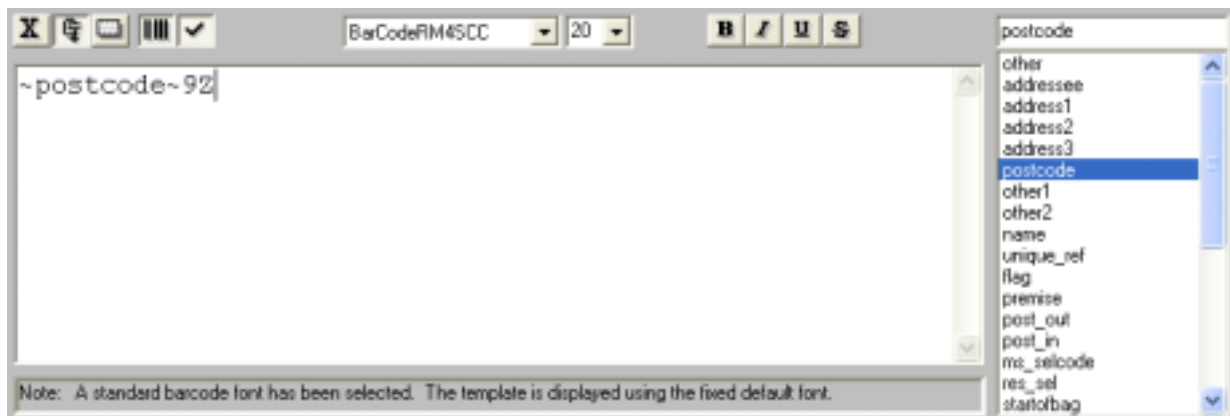 X
BarCodeRM4SCC 20 B I U S postcode
~postcode~9Z
other
addressee
address1
address2
address3
postcode
other1
other2
name
unique_ref
flag
premise
post_out
post_in
ms_selcode
res_sel
startofbag
Note: A standard barcode font has been selected. The template is displayed using the fixed default font.